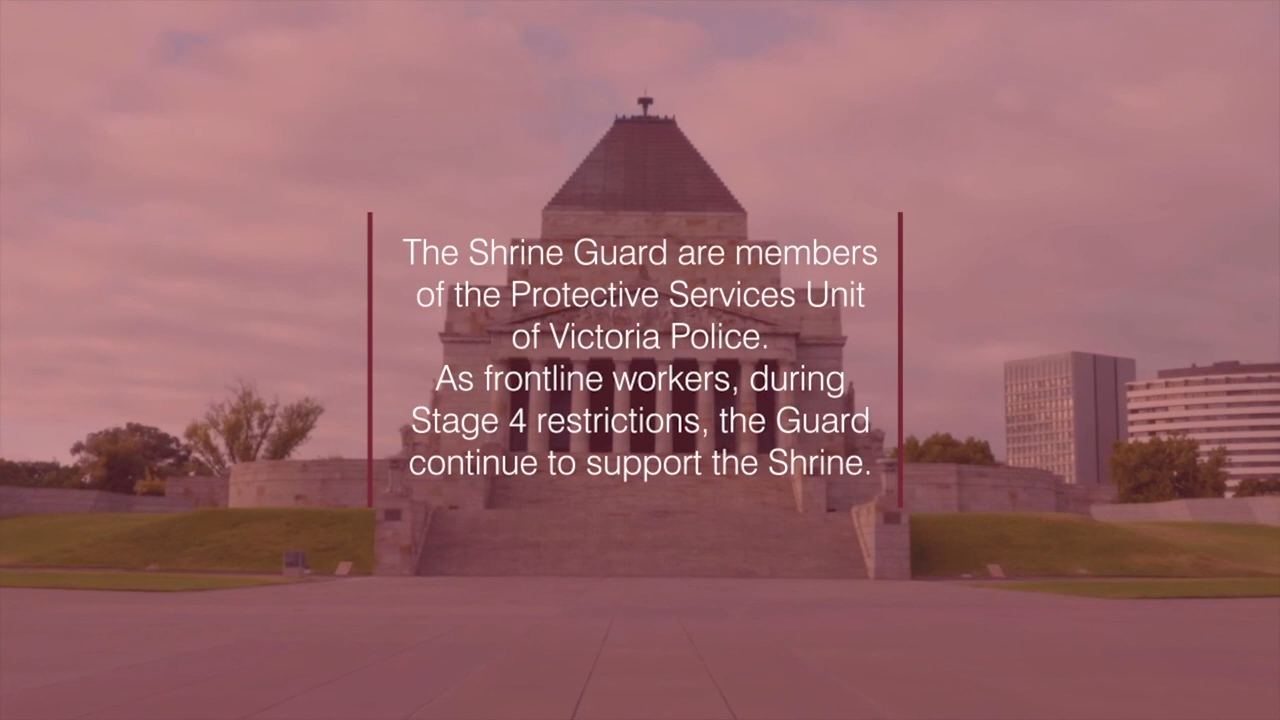 The Shrine Guard are members
of the Protective Services Unit
of Victoria Police.
As frontline workers, during
Stage 4 restrictions, the Guard
continue to support the Shrine.